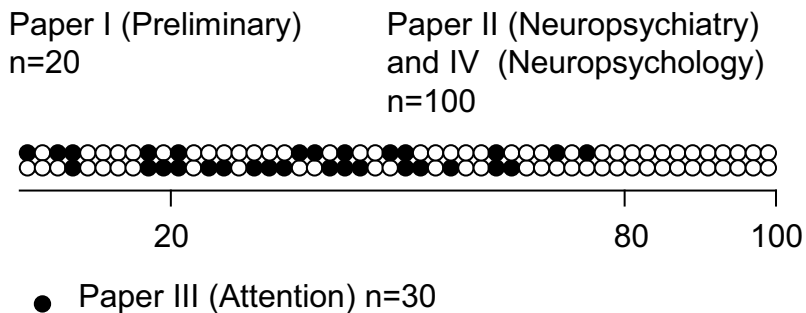 Paper I (Preliminary)
n=20
Paper II (Neuropsychiatry)
and IV (Neuropsychology)
n=100
20
80
100
Paper III (Attention) n=30